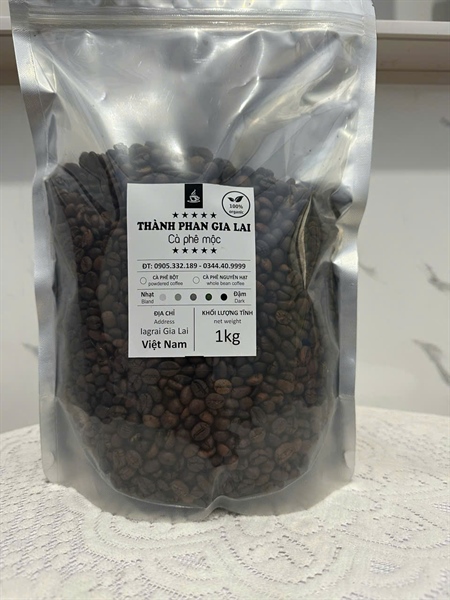 100%
organic
THÀNH PHAN GIA LAI
Cà phê mộc
ĐT: 0905.332.189 - 0344.40.9999
CÀ PHÊ BỘT
powdered coffee
CÀ PHÊ NGUYÊN HẠT
whole bean coffee
Nhạt
Bland
Đậm
Dark
ĐỊA CHỈ
Address
Iagrai Gia Lai
Việt Nam
KHỐI LƯỢNG TỊNH
net weight
1kg